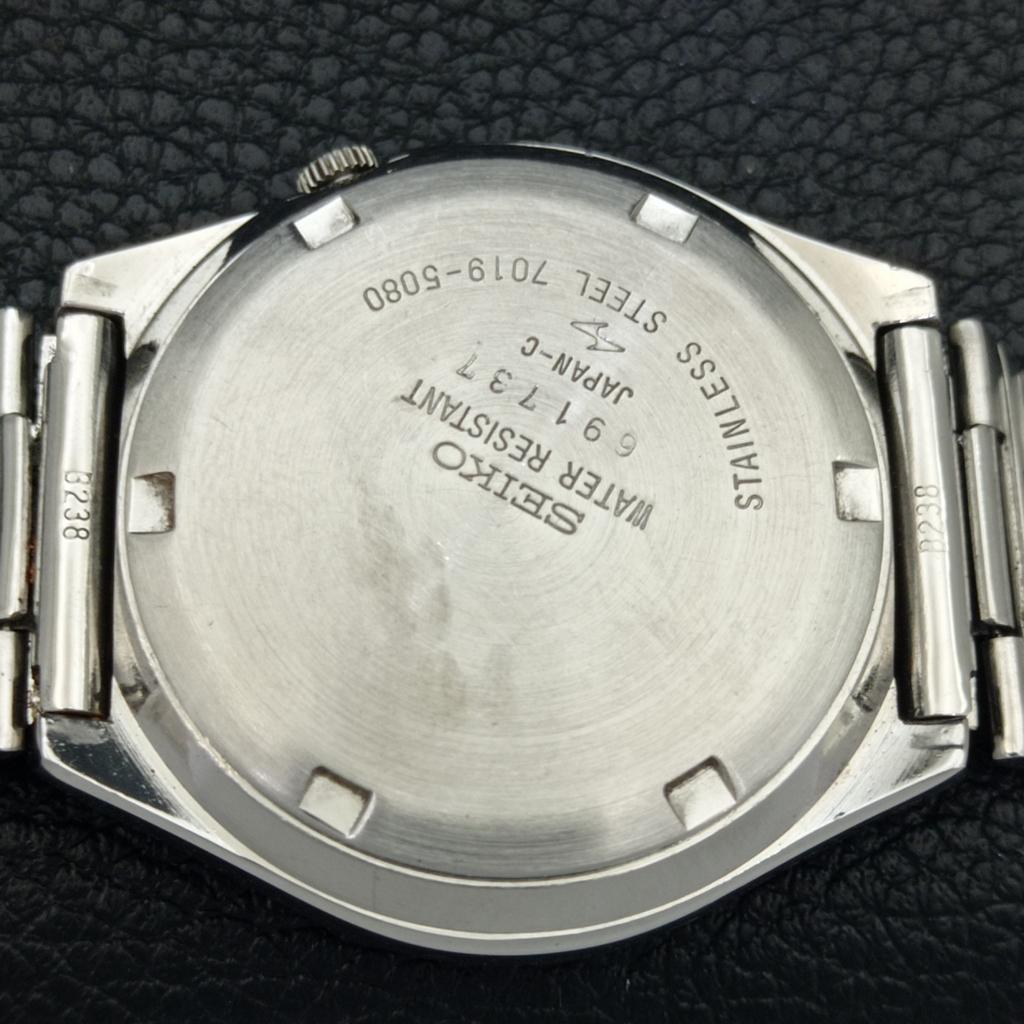 STAINLESS STEEL 7019-5080
JAPAN-C
691737
WATER RESISTANT
SEIKO
B238
B238